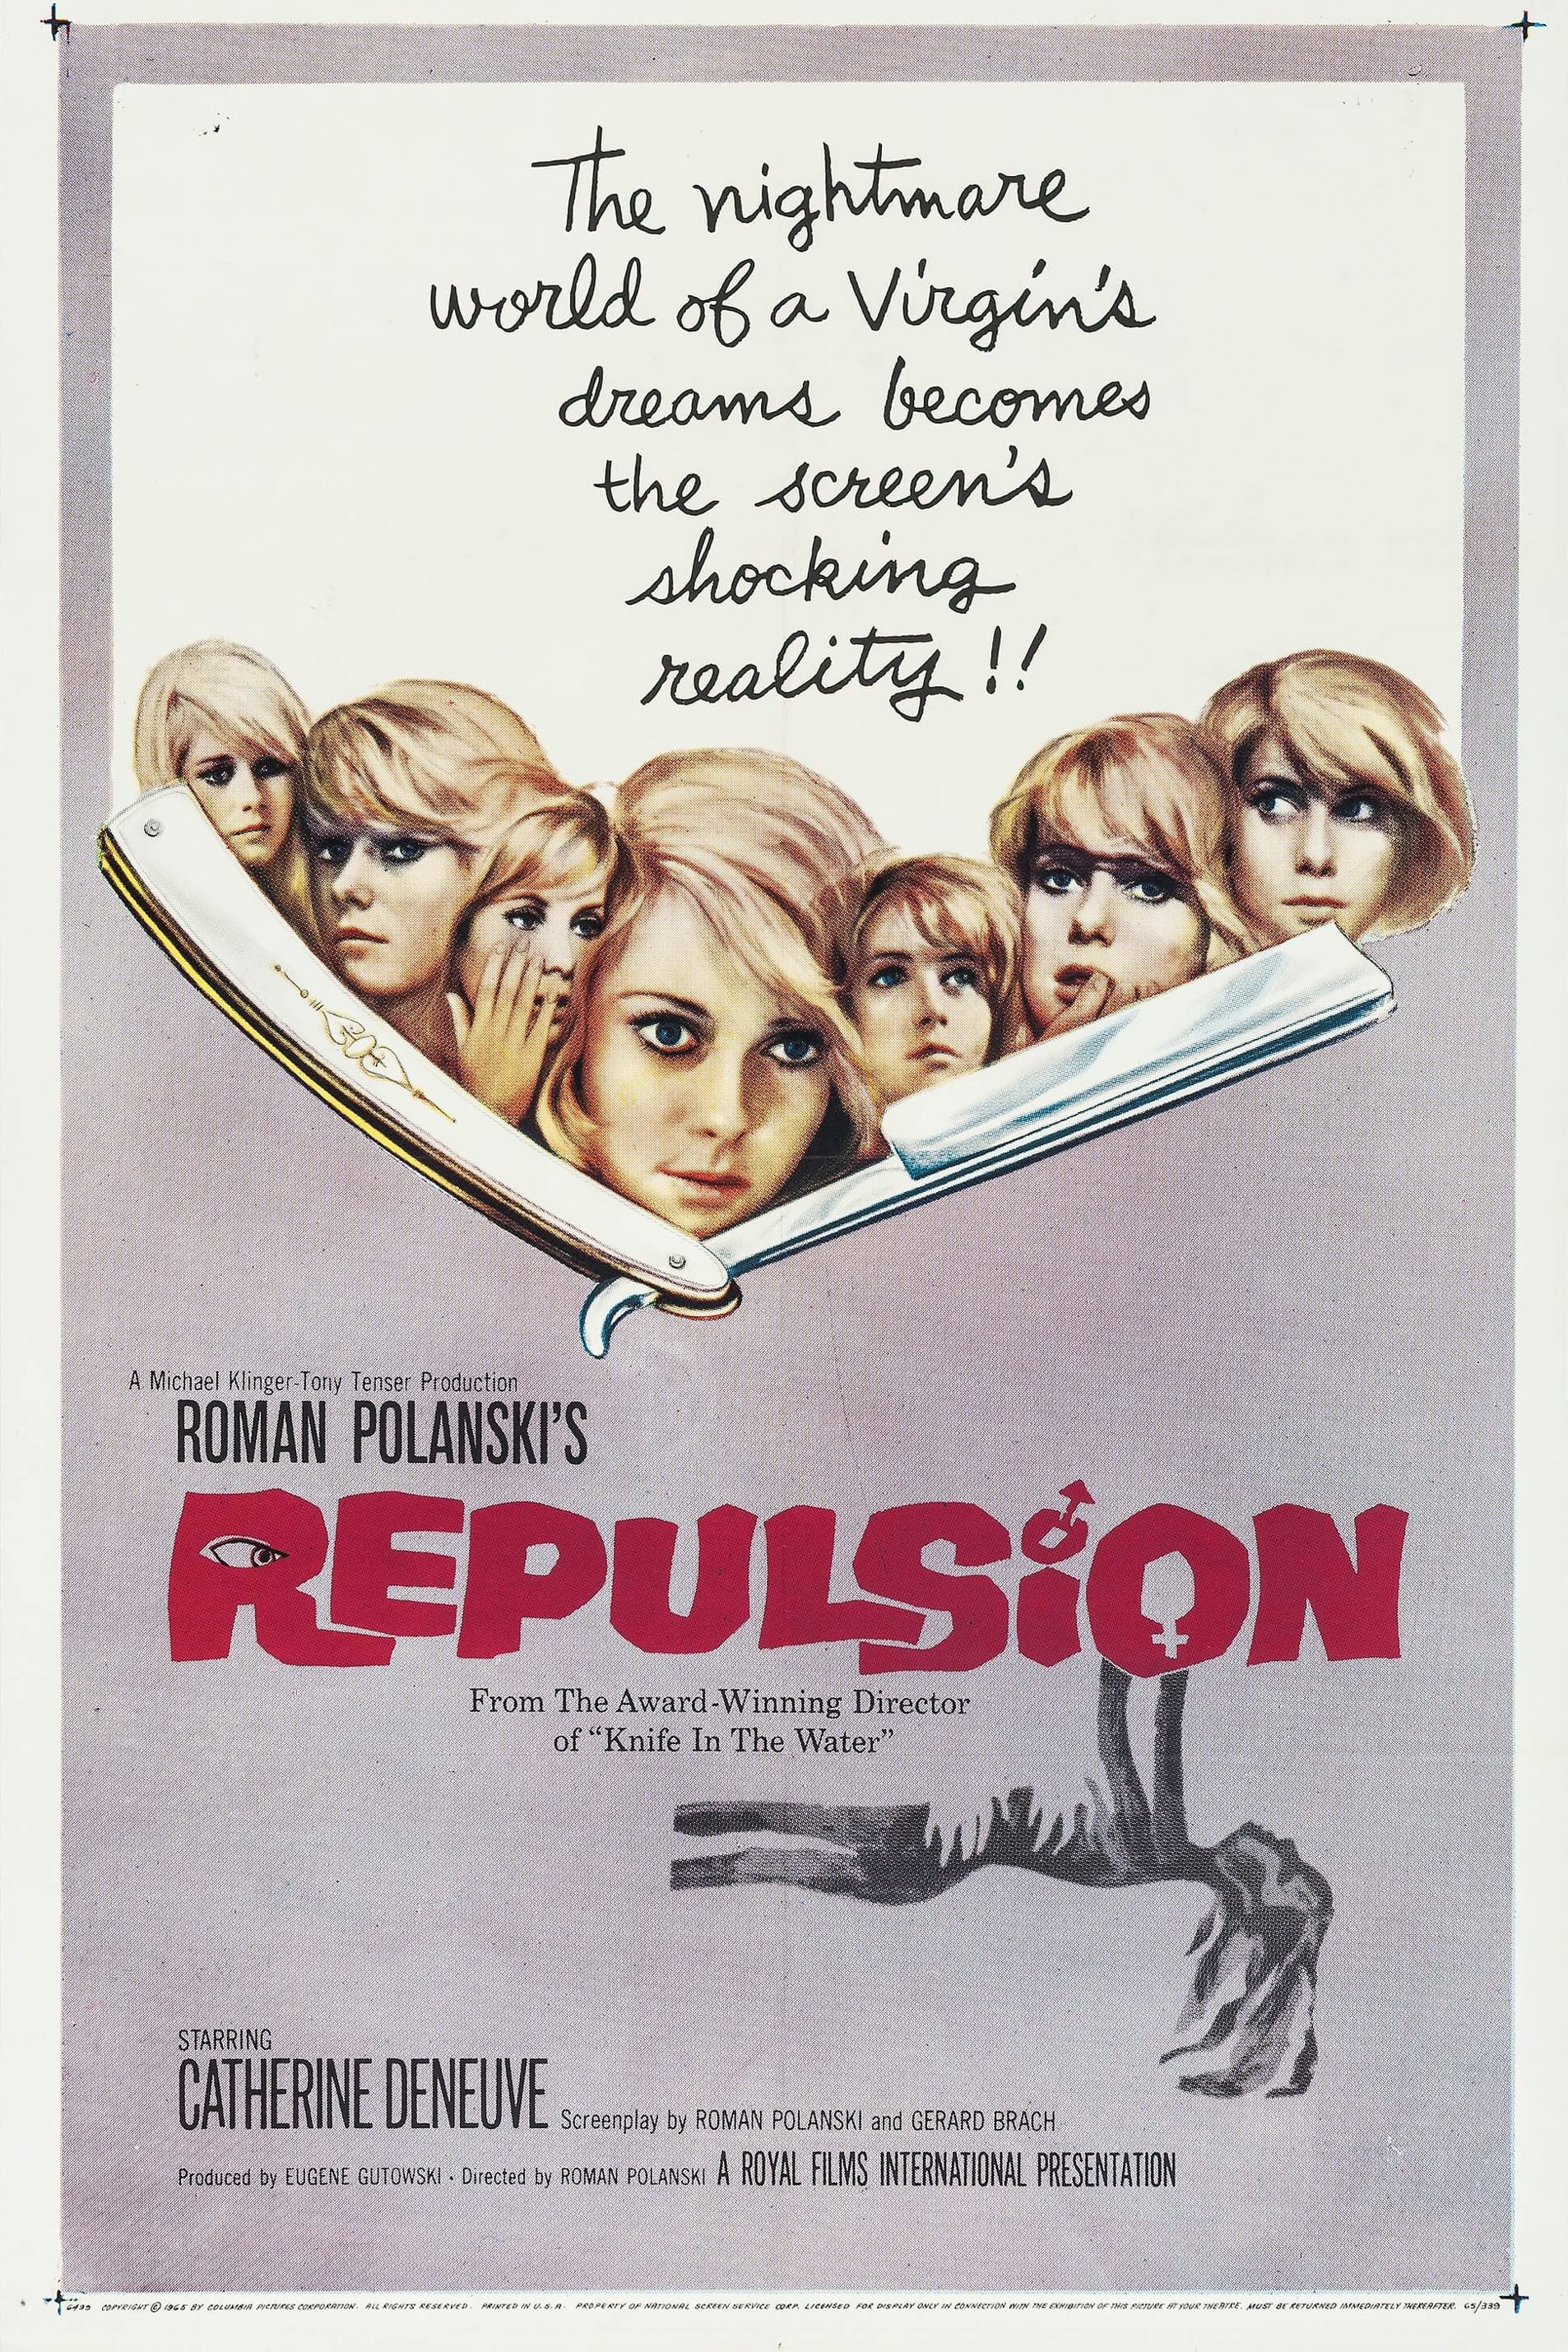 The nightmare
world of a Virgin's
dreams becomes
the screen's
shocking
reality!!
A Michael Klinger-Tony Tenser Production
ROMAN POLANSKI'S
REPULSiON
From The Award-Winning Director
of “Knife In The Water”
STARRING
CATHERINE DENEUVE Screenplay by ROMAN POLANSKI and GERARD BRACH
Produced by EUGENE GUTOWSKI · Directed by ROMAN POLANSKI A ROYAL FILMS INTERNATIONAL PRESENTATION
COPYRIGHT © 1965 BY COLUMBIA PICTURES CORPORATION. ALL RIGHTS RESERVED. PRINTED IN U.S.A. PROPERTY OF NATIONAL SCREEN SERVICE CORP. LICENSED FOR DISPLAY ONLY IN CONNECTION WITH THE EXHIBITION OF THIS PICTURE AT YOUR THEATRE. MUST BE RETURNED IMMEDIATELY THEREAFTER. 65/339